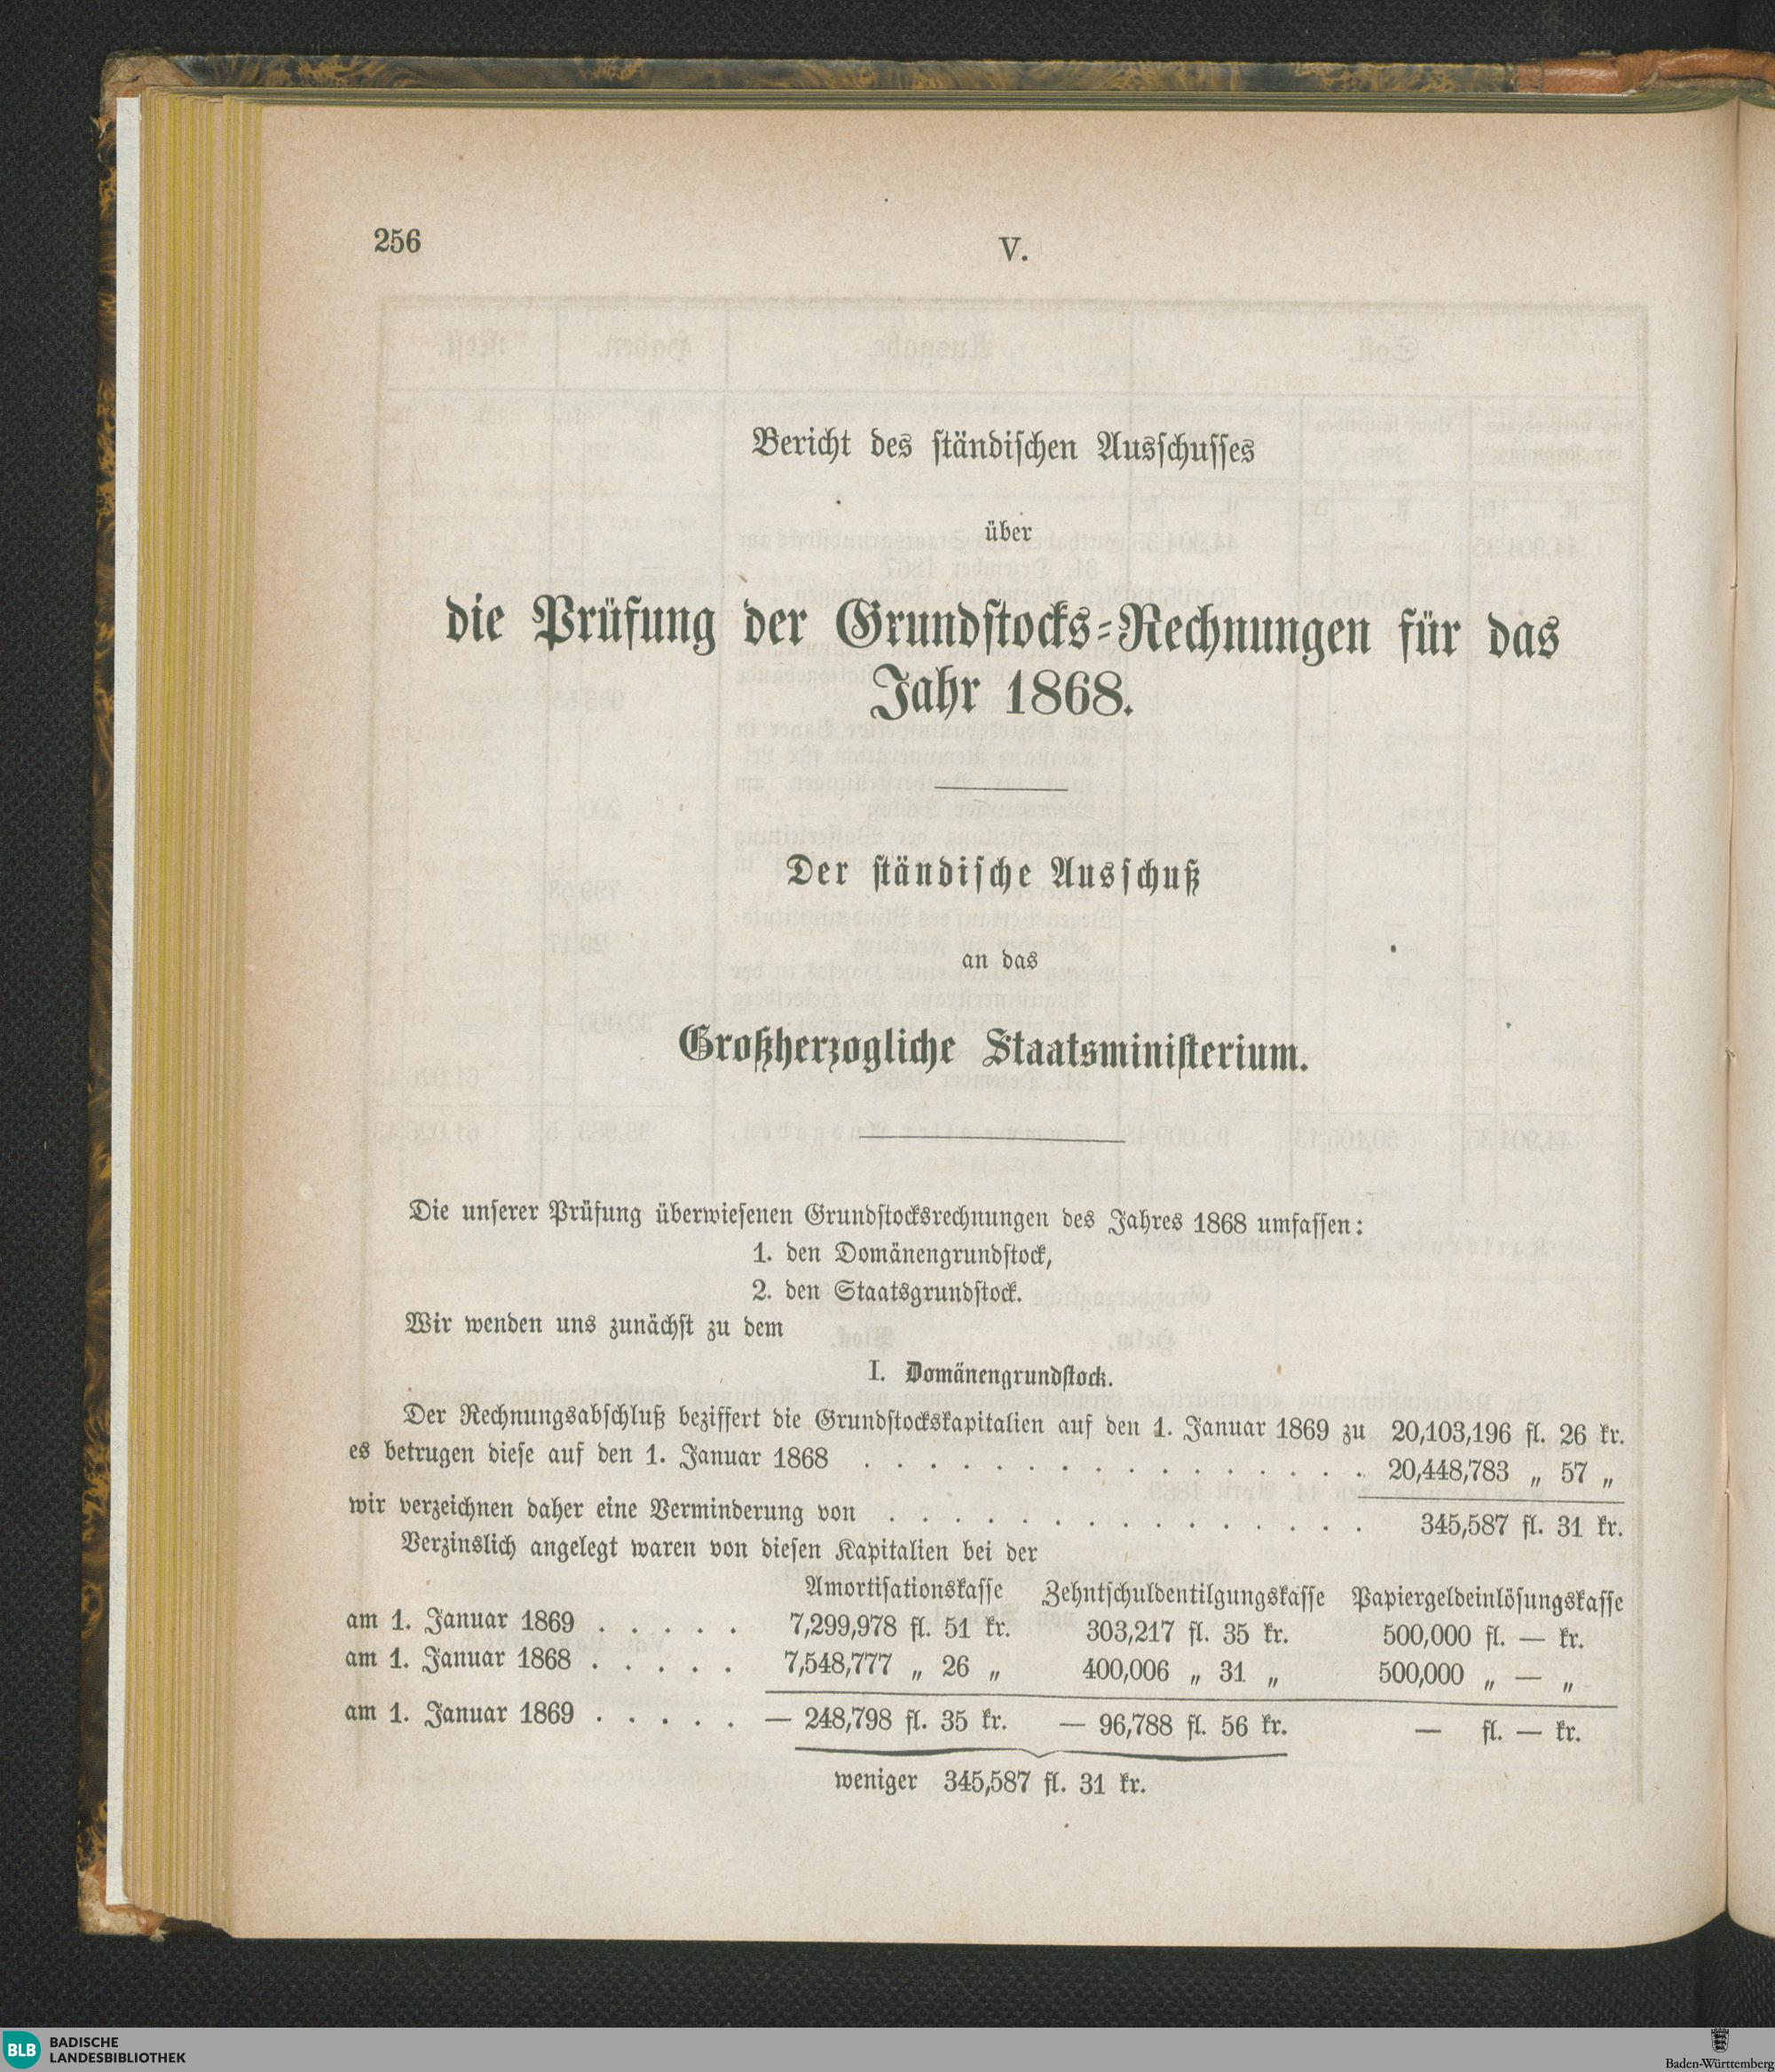 256
V.
Bericht des ständischen Ausschusses
über
die Prüfung der Grundstocks-Rechnungen für das
Jahr 1868.
Der ständische Ausschuß
an das
Großherzogliche Staatsministerium.
Die unserer Prüfung überwiesenen Grundstocksrechnungen des Jahres 1868 umfassen:
1. den Domänengrundstock,
2. den Staatsgrundstock.
Wir wenden uns zunächst zu dem
I. Domänengrundstock.
Der Rechnungsabschluß beziffert die Grundstockskapitalien auf den 1. Januar 1869 zu 20,103,196 fl. 26 kr.
es betrugen diese auf den 1. Januar 1868 . . . . . . . . . . . . . . . . 20,448,783 „ 57 „
wir verzeichnen daher eine Verminderung von . . . . . . . . . . . . . . . 345,587 fl. 31 kr.
Verzinslich angelegt waren von diesen Kapitalien bei der
Amortisationskasse Zehntschuldentilgungskasse Papiergeldeinlösungskasse
am 1. Januar 1869 . . . . . 7,299,978 fl. 51 kr. 303,217 fl. 35 kr. 500,000 fl. — kr.
am 1. Januar 1868 . . . . . 7,548,777 „ 26 „ 400,006 „ 31 „ 500,000 „ — „
am 1. Januar 1869 . . . . . — 248,798 fl. 35 kr. — 96,788 fl. 56 kr. — fl. — kr.
weniger 345,587 fl. 31 kr.
BLB BADISCHE
LANDESBIBLIOTHEK
Baden-Württemberg